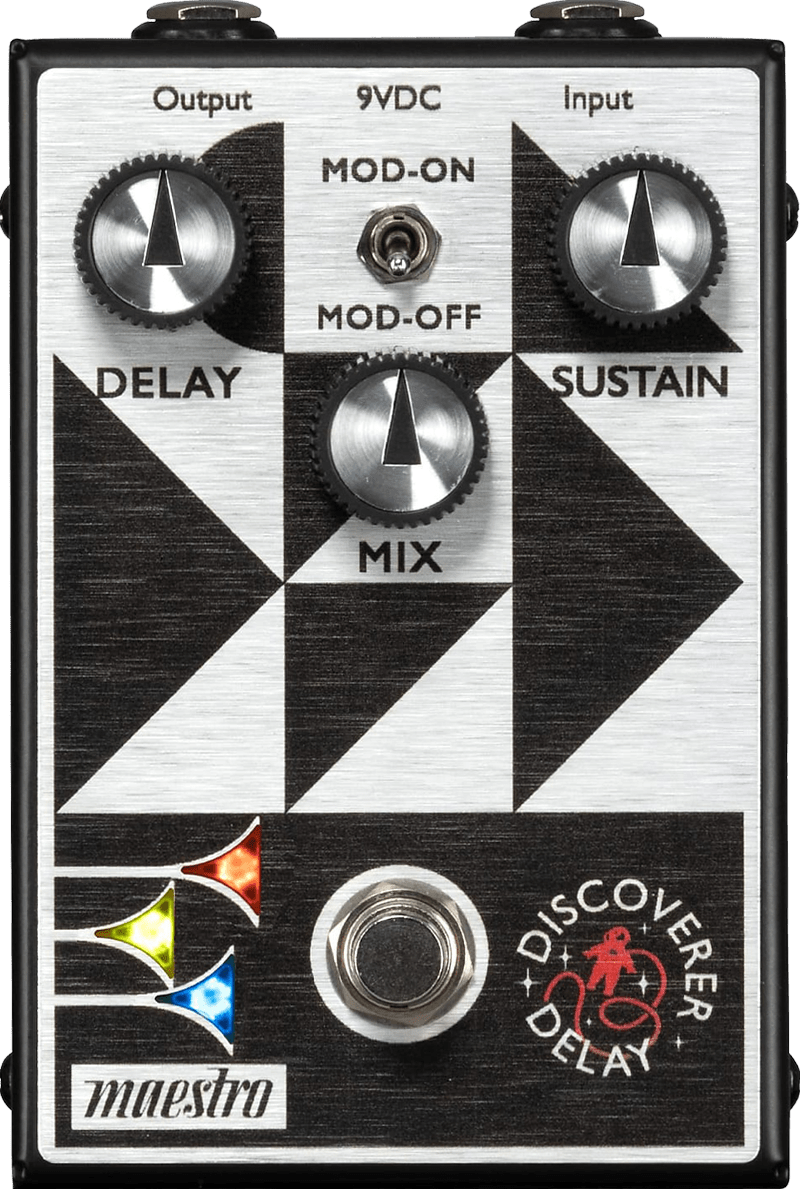 Output 9VDC Input
MOD-ON
MOD-OFF
DELAY SUSTAIN
MIX
DISCOVERER
DELAY
maestro